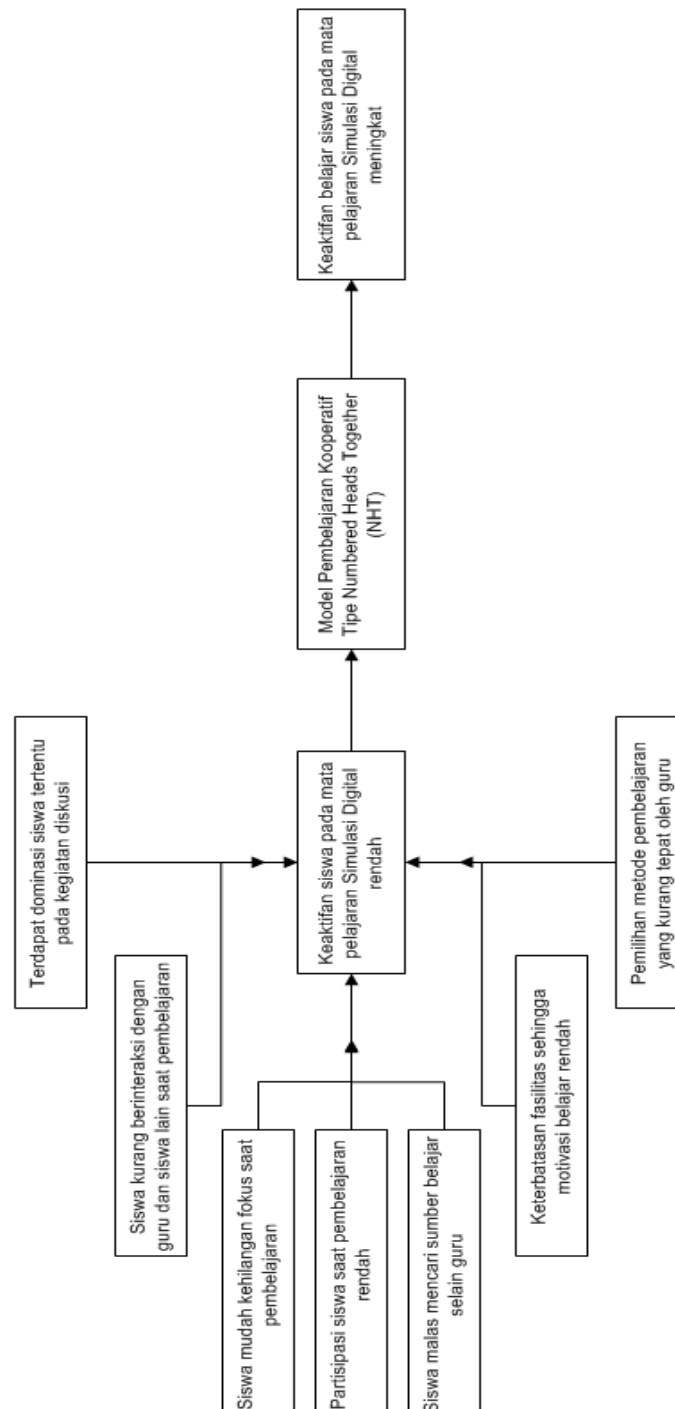 Terdapat dominasi siswa tertentu
pada kegiatan diskusi
Siswa kurang berinteraksi dengan
guru dan siswa lain saat pembelajaran
Siswa mudah kehilangan fokus saat
pembelajaran
Partisipasi siswa saat pembelajaran
rendah
Siswa malas mencari sumber belajar
selain guru
Keterbatasan fasilitas sehingga
motivasi belajar rendah
Pemilihan metode pembelajaran
yang kurang tepat oleh guru
Keaktifan siswa pada mata
pelajaran Simulasi Digital
rendah
Model Pembelajaran Kooperatif
Tipe Numbered Heads Together
(NHT)
Keaktifan belajar siswa pada mata
pelajaran Simulasi Digital
meningkat